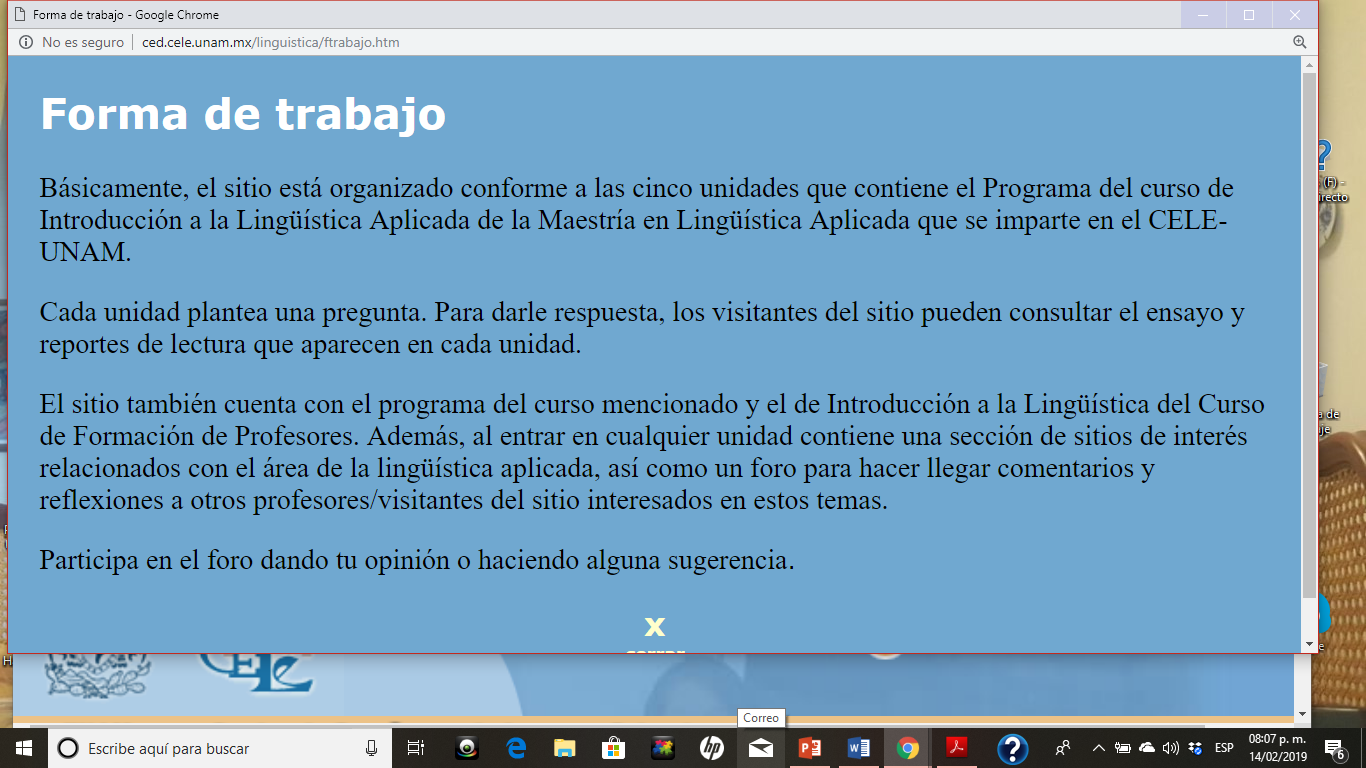 Forma de trabajo - Google Chrome
No es seguro
ced.cele.unam.mx/linguistica/ftrabajo.htm
Forma de trabajo
Básicamente, el sitio está organizado conforme a las cinco unidades que contiene el Programa del curso de
Introducción a la Lingüística Aplicada de la Maestría en Lingüística Aplicada que se imparte en el CELE-
UNAM.
Cada unidad plantea una pregunta. Para darle respuesta, los visitantes del sitio pueden consultar el ensayo y
reportes de lectura que aparecen en cada unidad.
El sitio también cuenta con el programa del curso mencionado y el de Introducción a la Lingüística del Curso
de Formación de Profesores. Además, al entrar en cualquier unidad contiene una sección de sitios de interés
relacionados con el área de la lingüística aplicada, así como un foro para hacer llegar comentarios y
reflexiones a otros profesores/visitantes del sitio interesados en estos temas.
Participa en el foro dando tu opinión o haciendo alguna sugerencia.
x
(F) -
Correo
Escribe aquí para buscar
hp
ESP
08:07 p. m.
14/02/2019
6